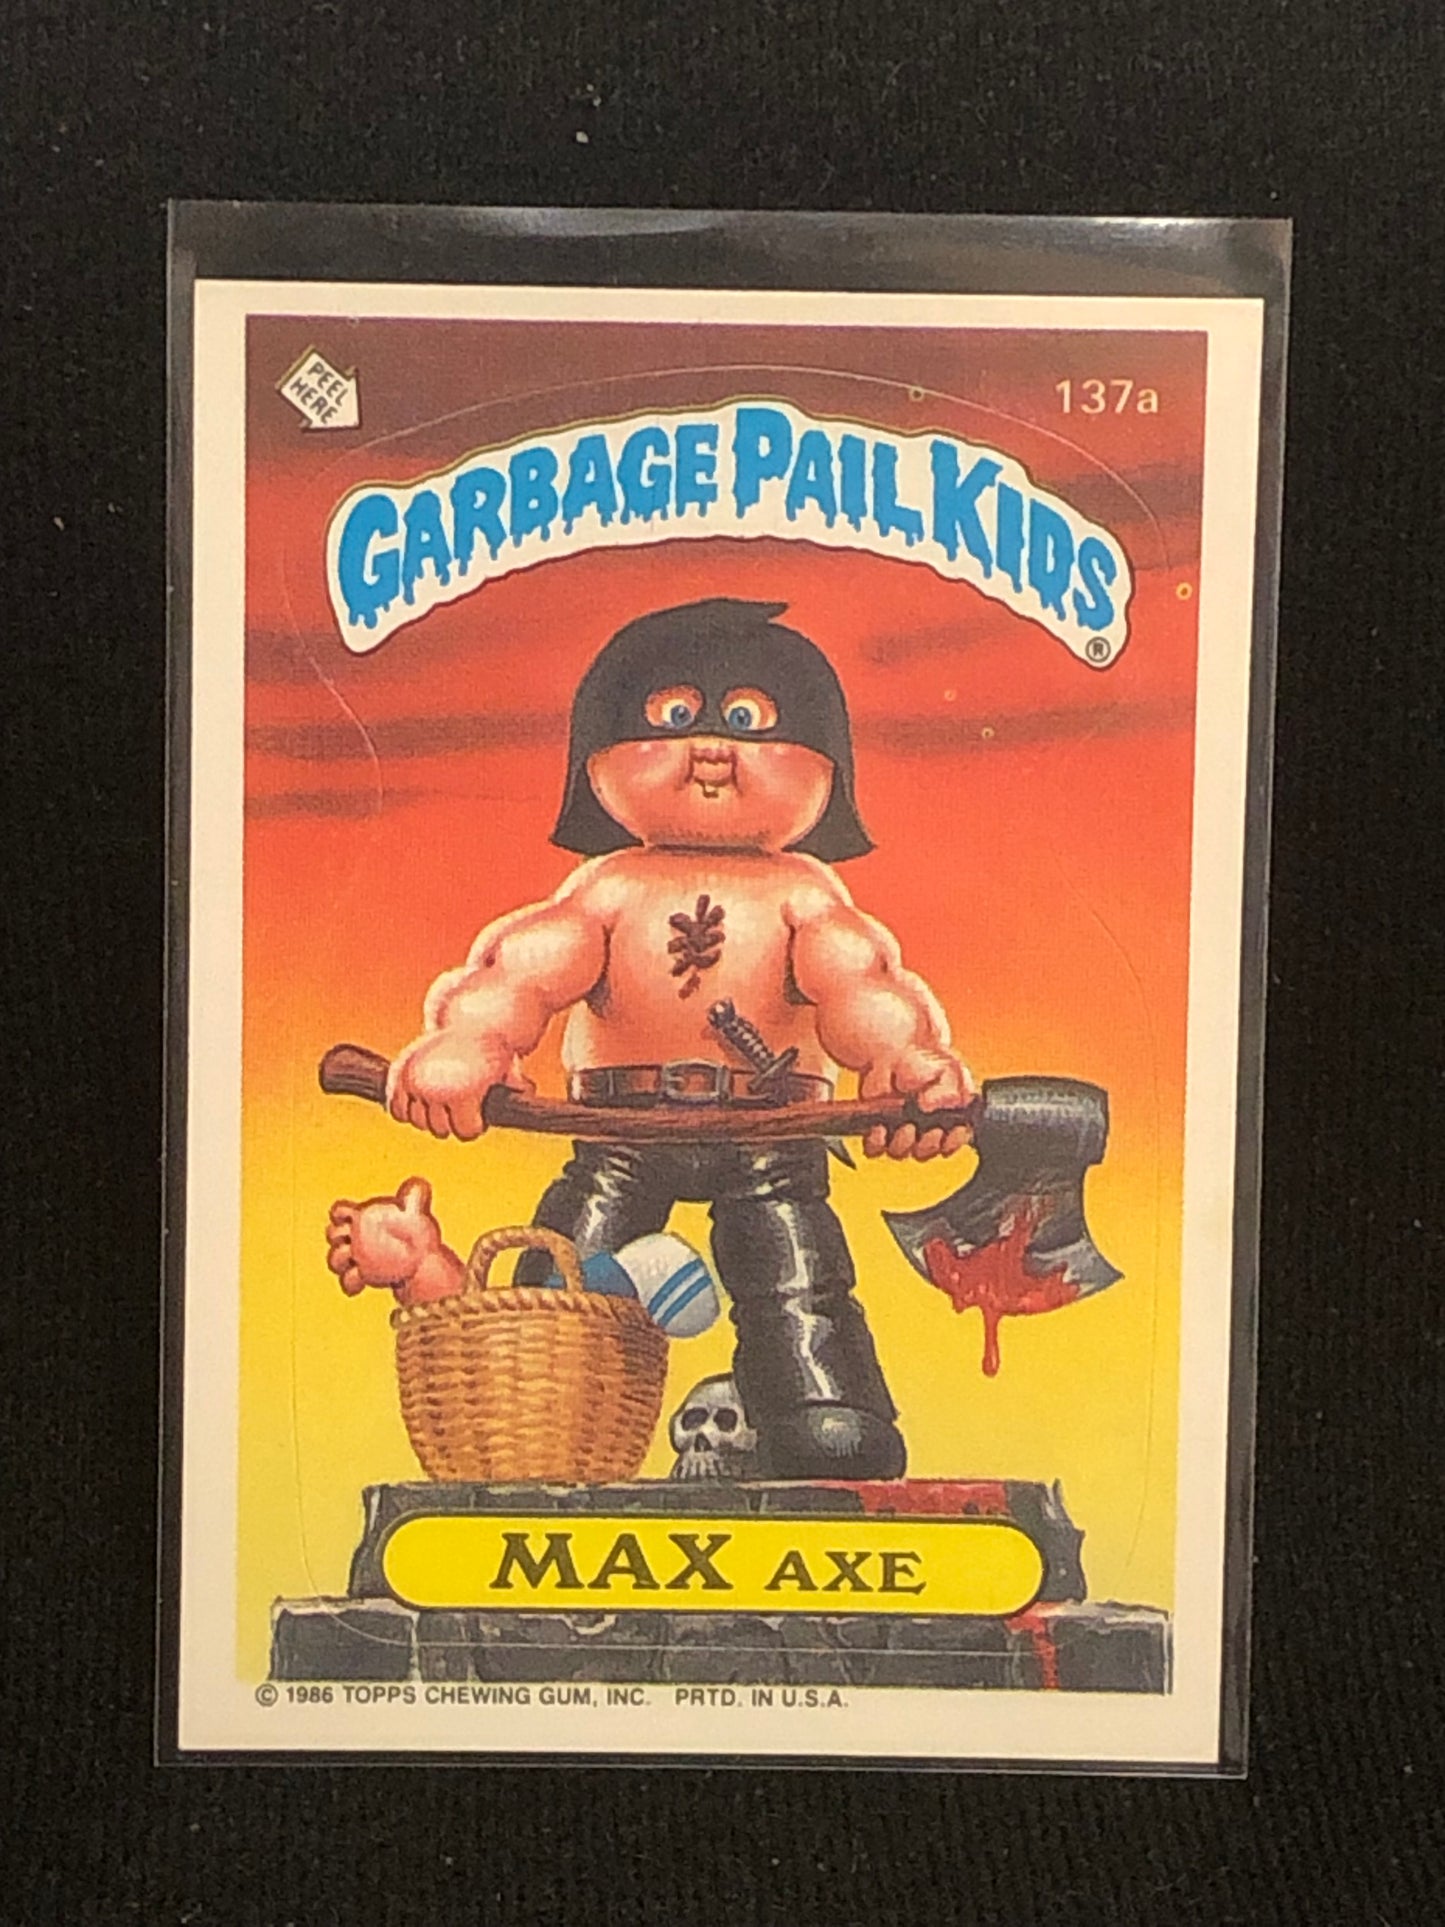 PEEL
HERE
137a
GARBAGE PAIL KIDS
®
MAX AXE
© 1986 TOPPS CHEWING GUM, INC. PRTD. IN U.S.A.